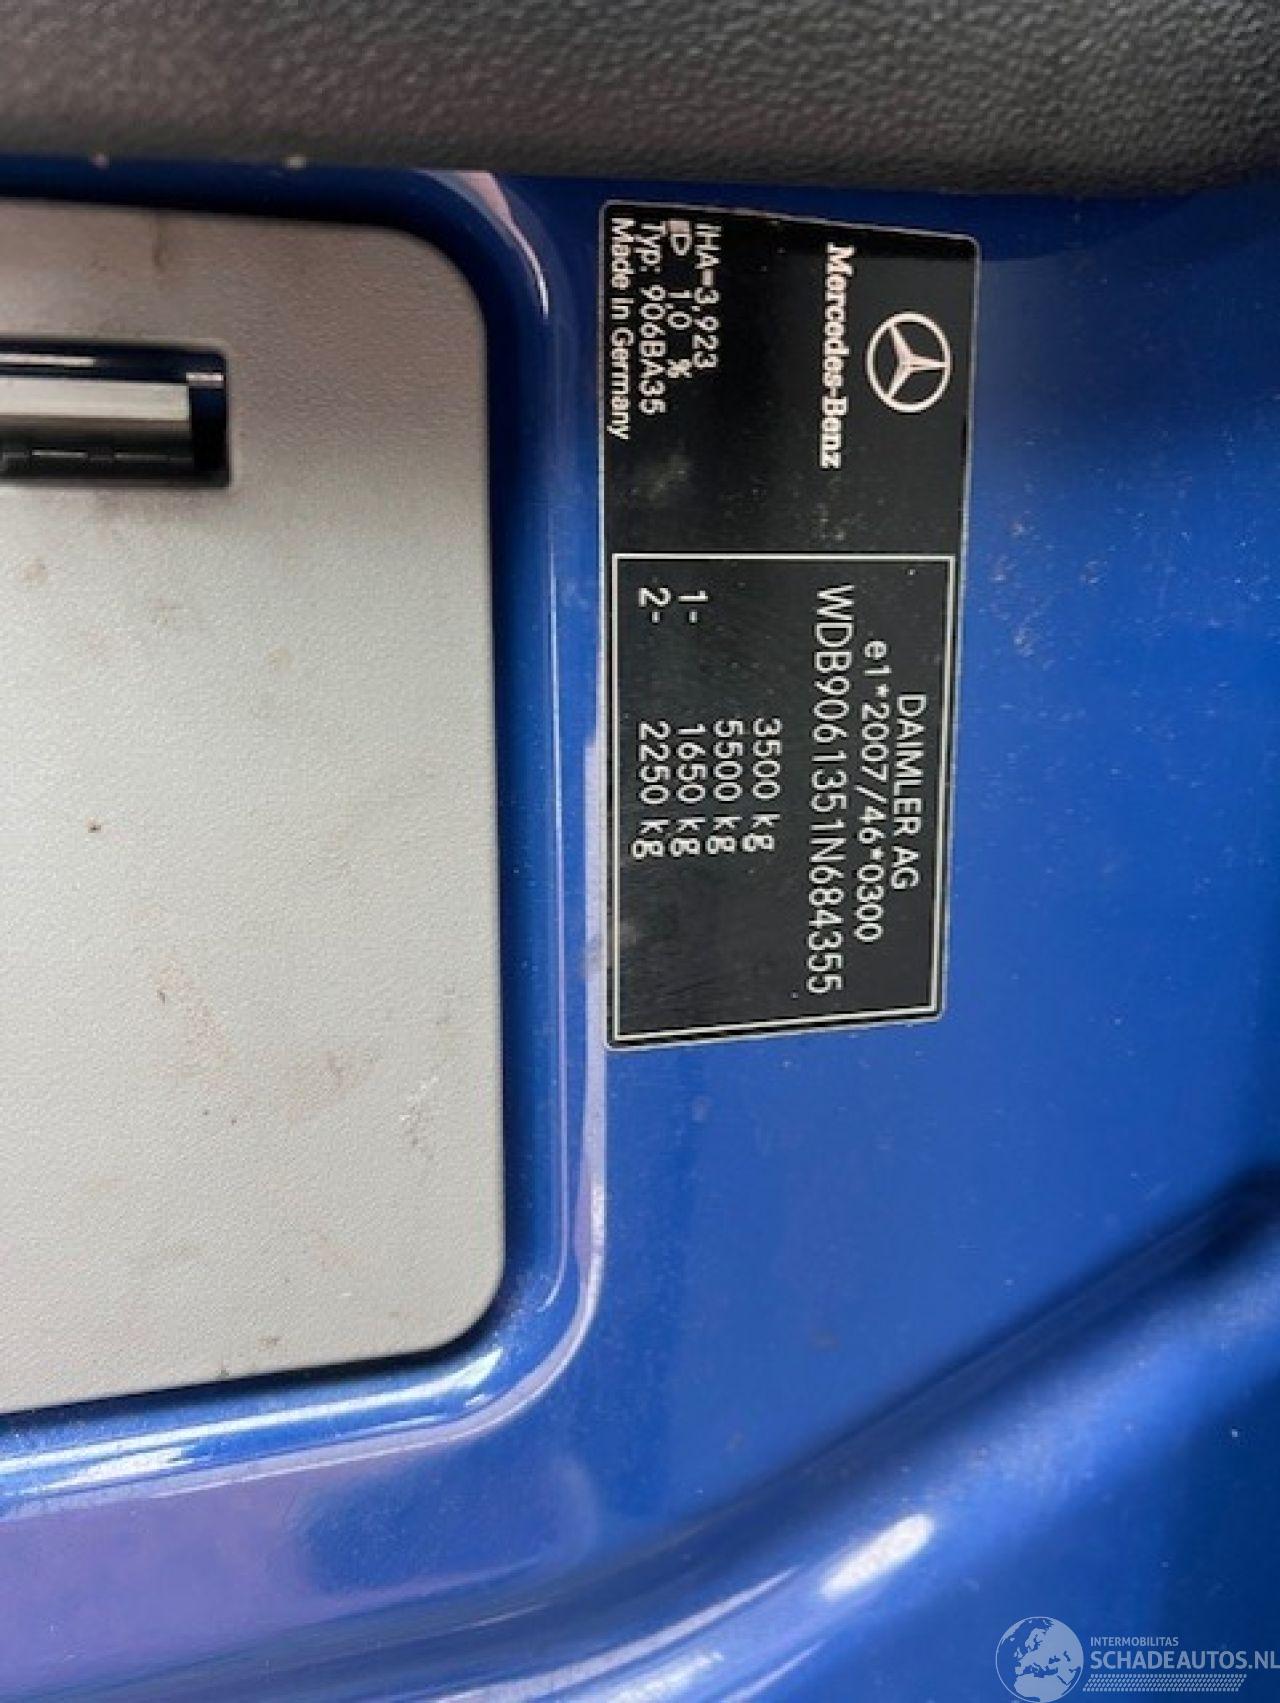 Mercedes-Benz
iHA=3,923
1,0 %
Typ: 906BA35
Made in Germany
DAIMLER AG
e1*2007/46*0300
WDB9061351N684355
3500 kg
5500 kg
1- 1650 kg
2- 2250 kg
INTERMOBILITAS
SCHADEAUTOS.NL